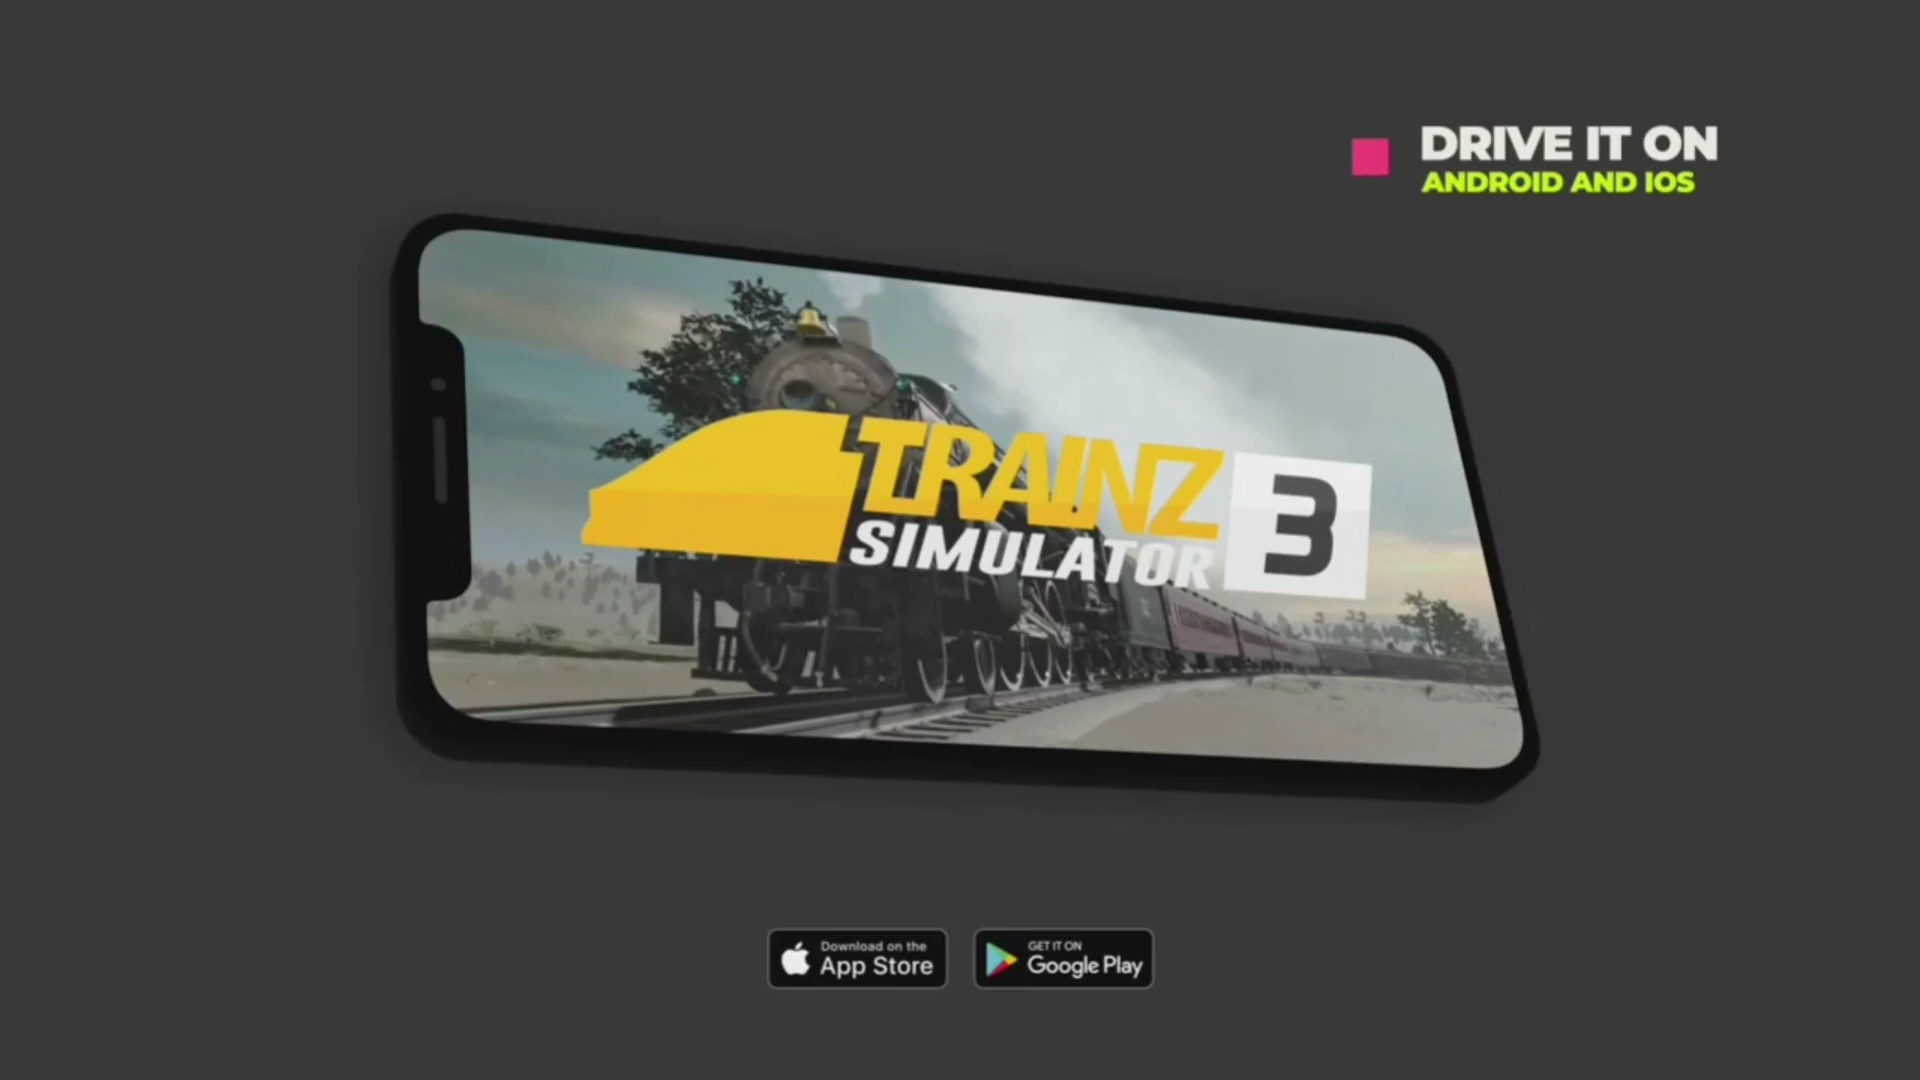 DRIVE IT ON
ANDROID AND IOS
TRAINZ
SIMULATOR
3
Download on the
App Store
GET IT ON
Google Play